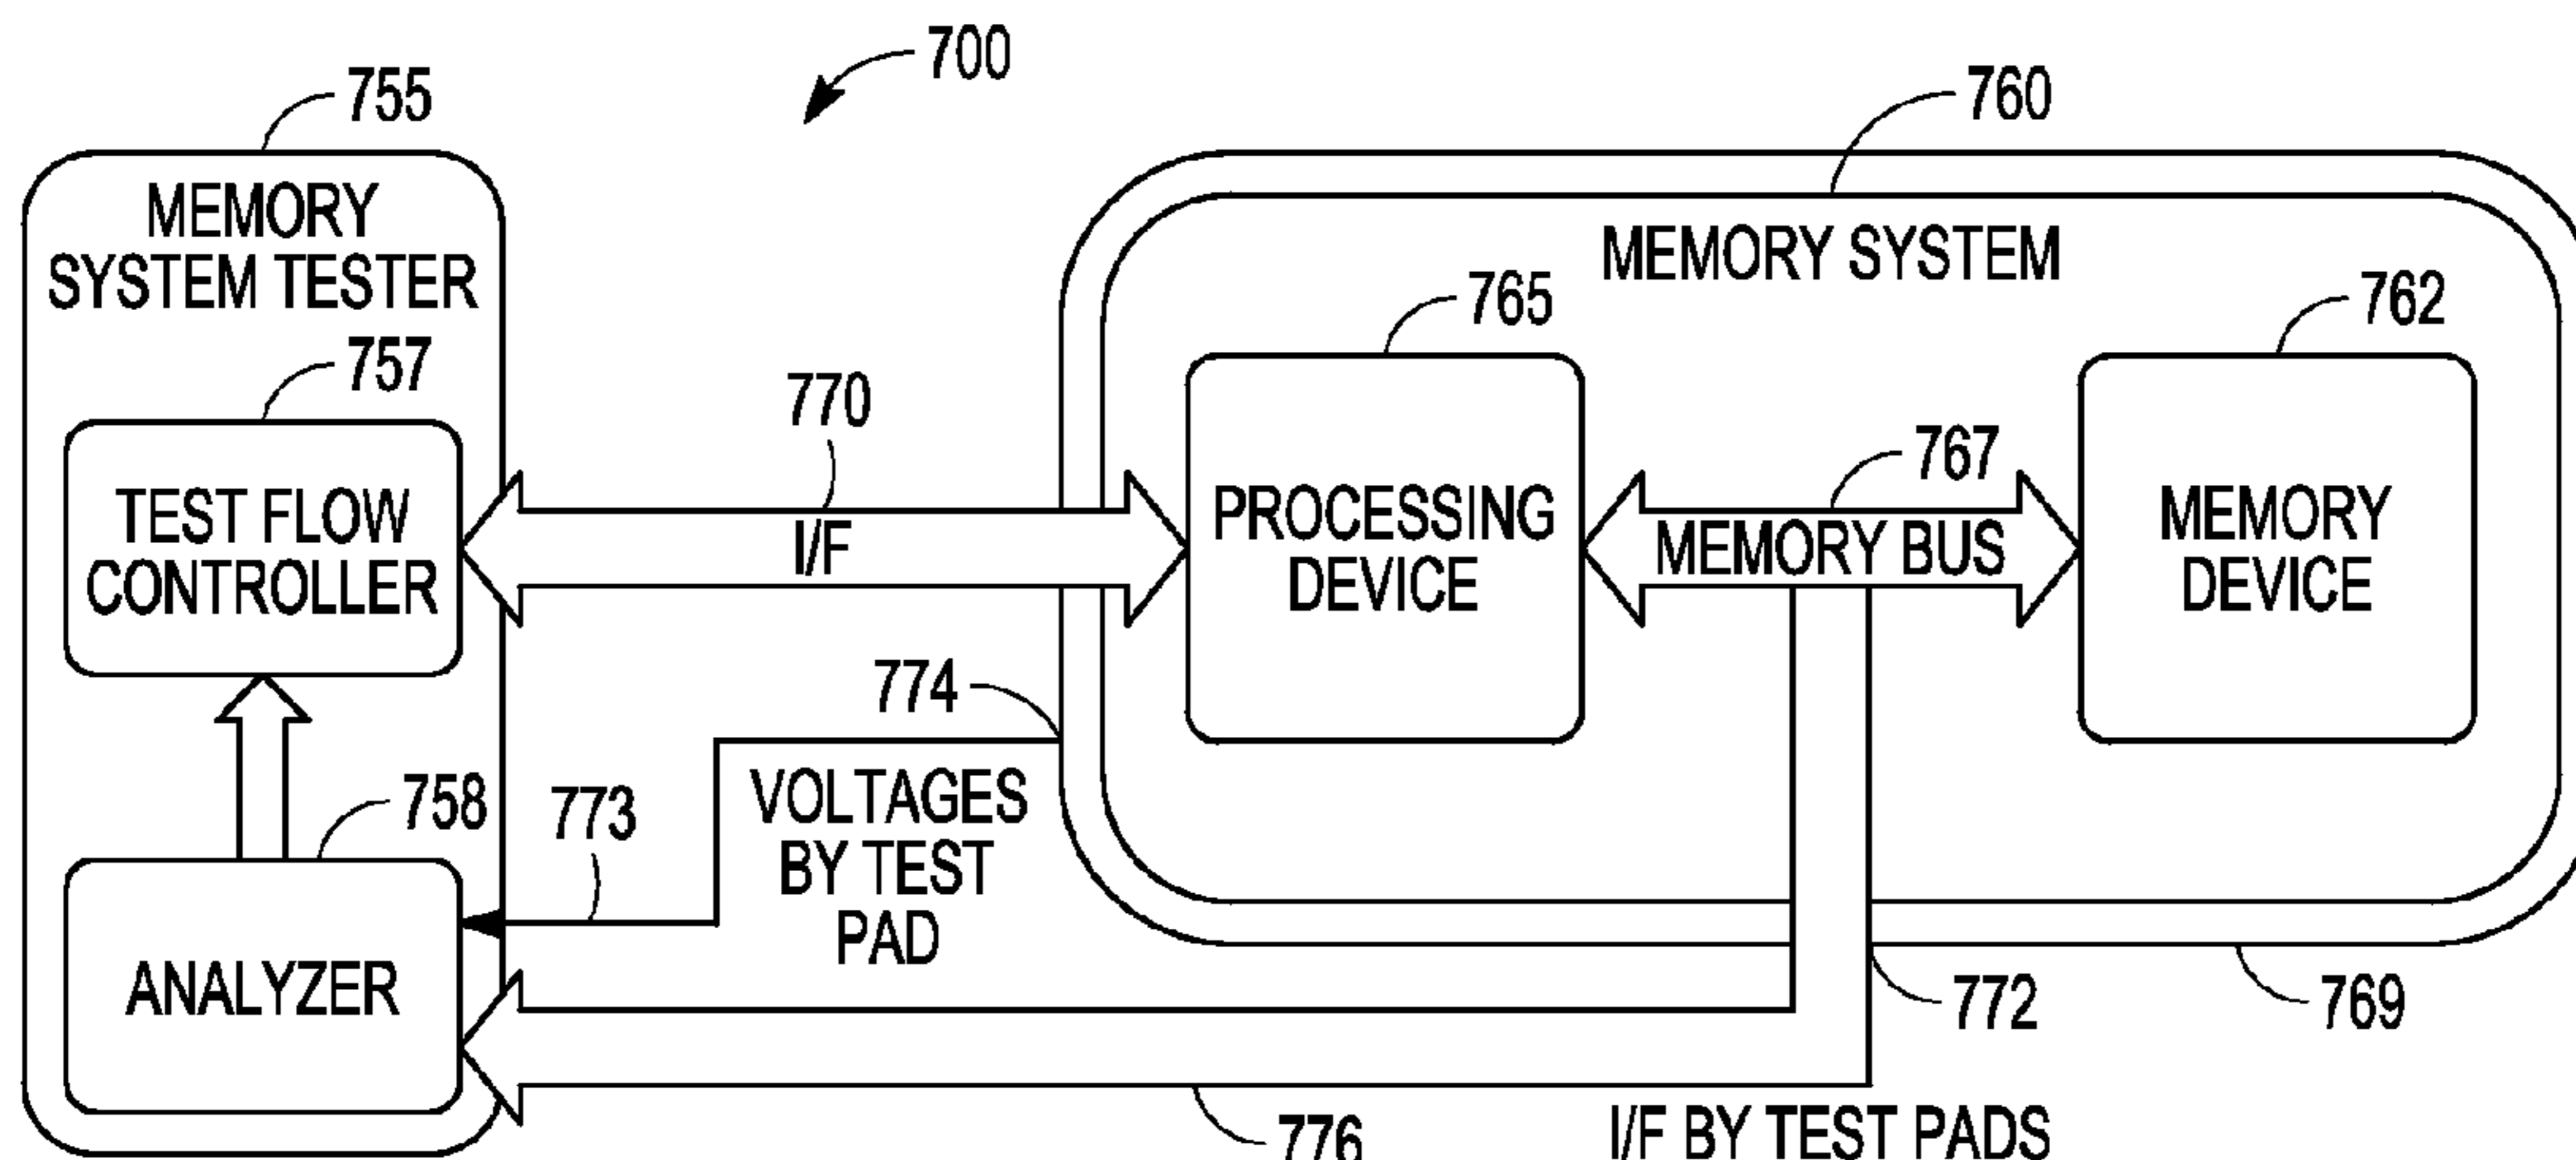 700
755
760
MEMORY
SYSTEM TESTER
MEMORY SYSTEM
765
762
757
770
767
TEST FLOW
CONTROLLER
I/F
PROCESSING
DEVICE
MEMORY BUS
MEMORY
DEVICE
774
758
773
VOLTAGES
BY TEST
PAD
ANALYZER
772
769
776
I/F BY TEST PADS